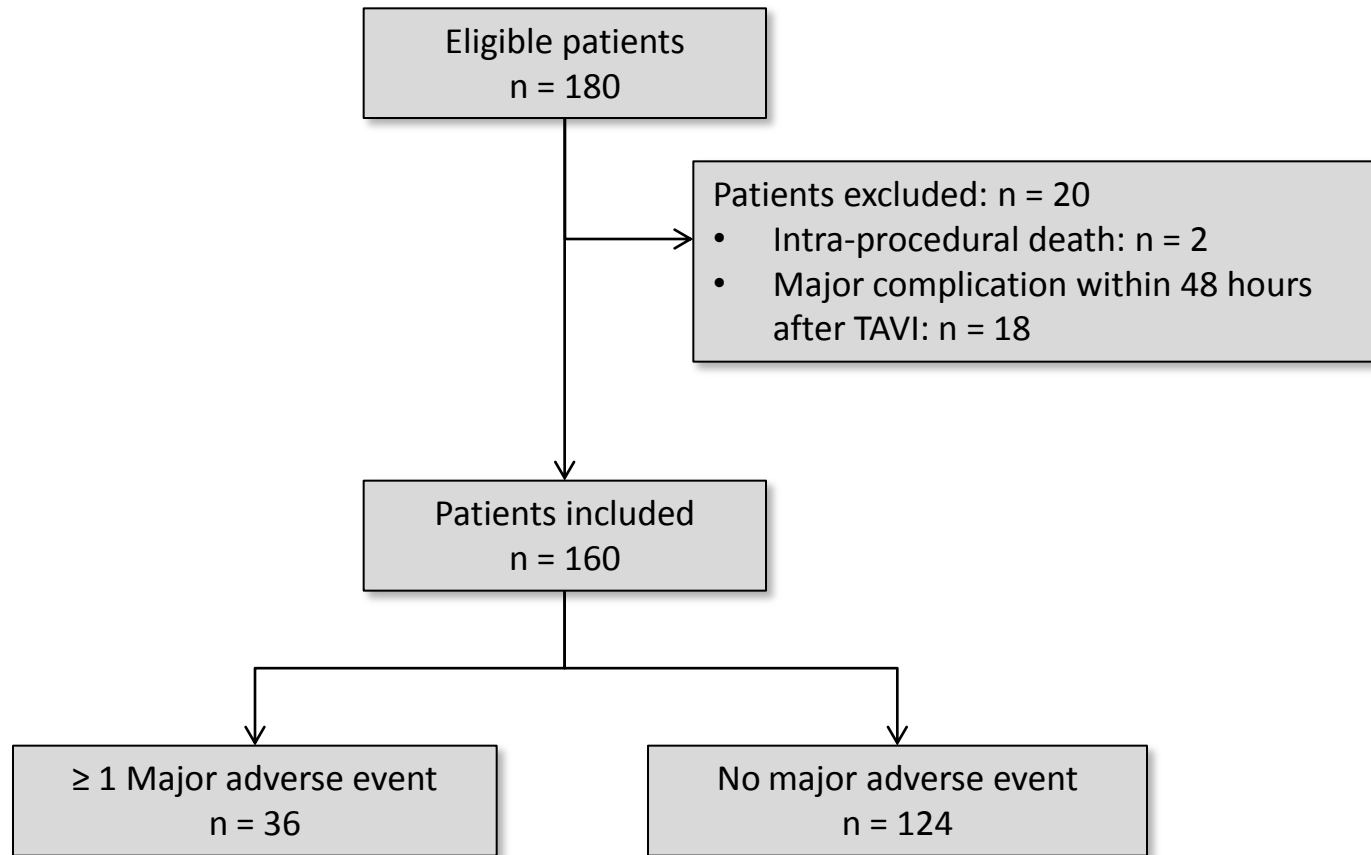 Eligible patients
n = 180
Patients excluded: n = 20
• Intra-procedural death: n = 2
• Major complication within 48 hours
after TAVI: n = 18
Patients included
n = 160
≥ 1 Major adverse event
n = 36
No major adverse event
n = 124